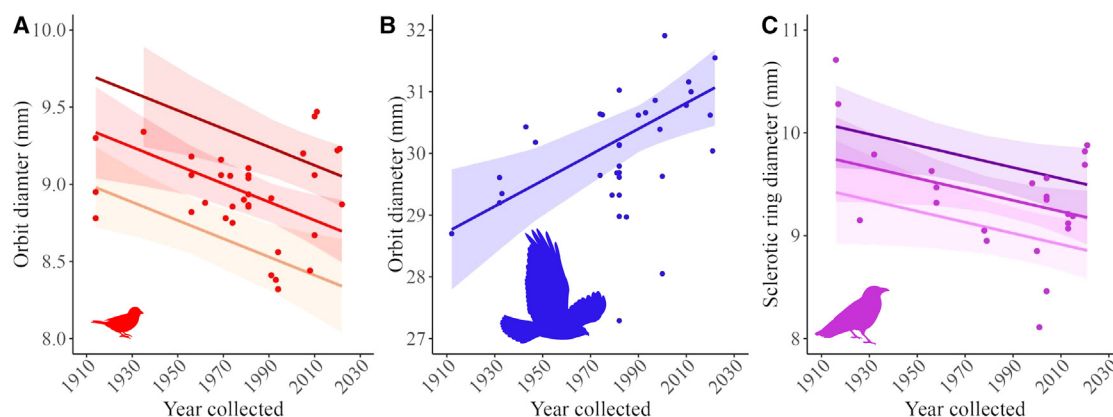 A
10.0
9.5
9.0
8.5
8.0
Orbit diamter (mm)
1910 1930 1950 1970 1990 2010 2030
Year collected
B
32
31
30
29
28
27
Orbit diameter (mm)
1910 1930 1950 1970 1990 2010 2030
Year collected
C
11
10
9
8
Sclerotic ring diameter (mm)
1910 1930 1950 1970 1990 2010 2030
Year collected